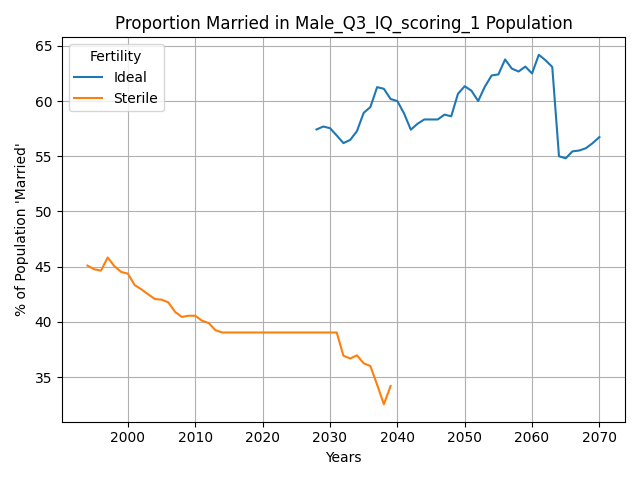 Proportion Married in Male_Q3_IQ_scoring_1 Population
Fertility
Ideal
Sterile
% of Population 'Married'
65
60
55
50
45
40
35
2000
2010
2020
2030
2040
2050
2060
2070
Years